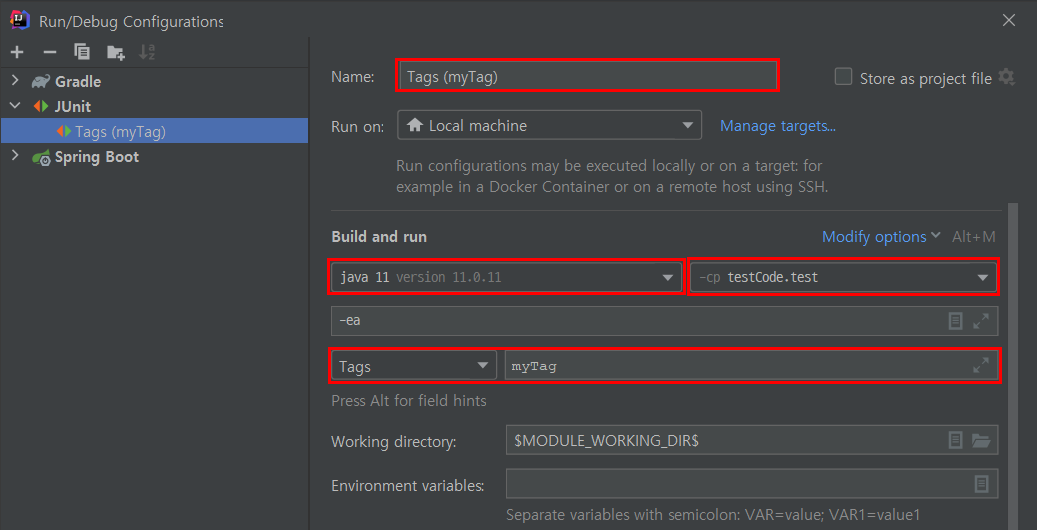 Run/Debug Configurations
Gradle
JUnit
Tags (myTag)
Spring Boot
Name: Tags (myTag) Store as project file
Run on: Local machine Manage targets...
Run configurations may be executed locally or on a target: for
example in a Docker Container or on a remote host using SSH.
Build and run Modify options Alt+M
java 11 version 11.0.11 -cp testCode.test
-ea
Tags myTag
Press Alt for field hints
Working directory: $MODULE_WORKING_DIR$
Environment variables:
Separate variables with semicolon: VAR=value; VAR1=value1